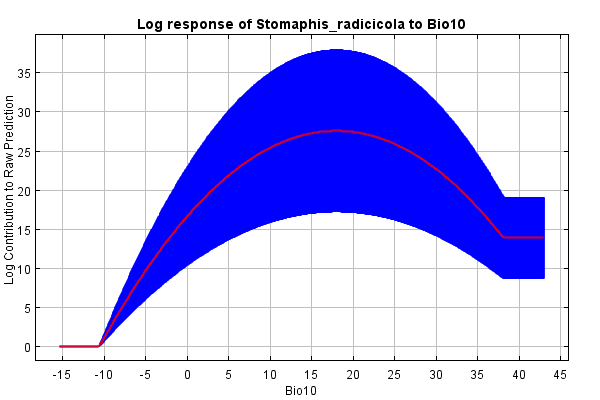 Log response of Stomaphis_radicicola to Bio10
Log Contribution to Raw Prediction
35
30
25
20
15
10
5
0
-15 -10 -5 0 5 10 15 20 25 30 35 40 45
Bio10